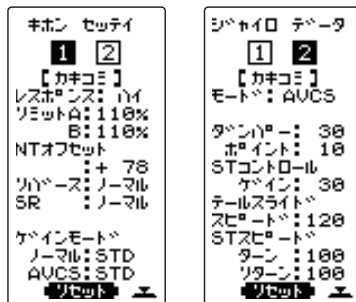 キホン セッテイ
1 2
【カキコミ】
レスポンス: ハイ
リミットA:110%
B:110%
NTオフセット
:+ 78
リバース:ノーマル
SR :ノーマル
ゲインモード
ノーマル:STD
AVCS:STD
リセット
ジャイロ データ
1 2
【カキコミ】
モード: AVCS
ダンパー: 30
ポイント: 10
STコントロール
ゲイン: 30
テールスライド
スピード:120
STスピード
ターン :100
リターン:100
リセット